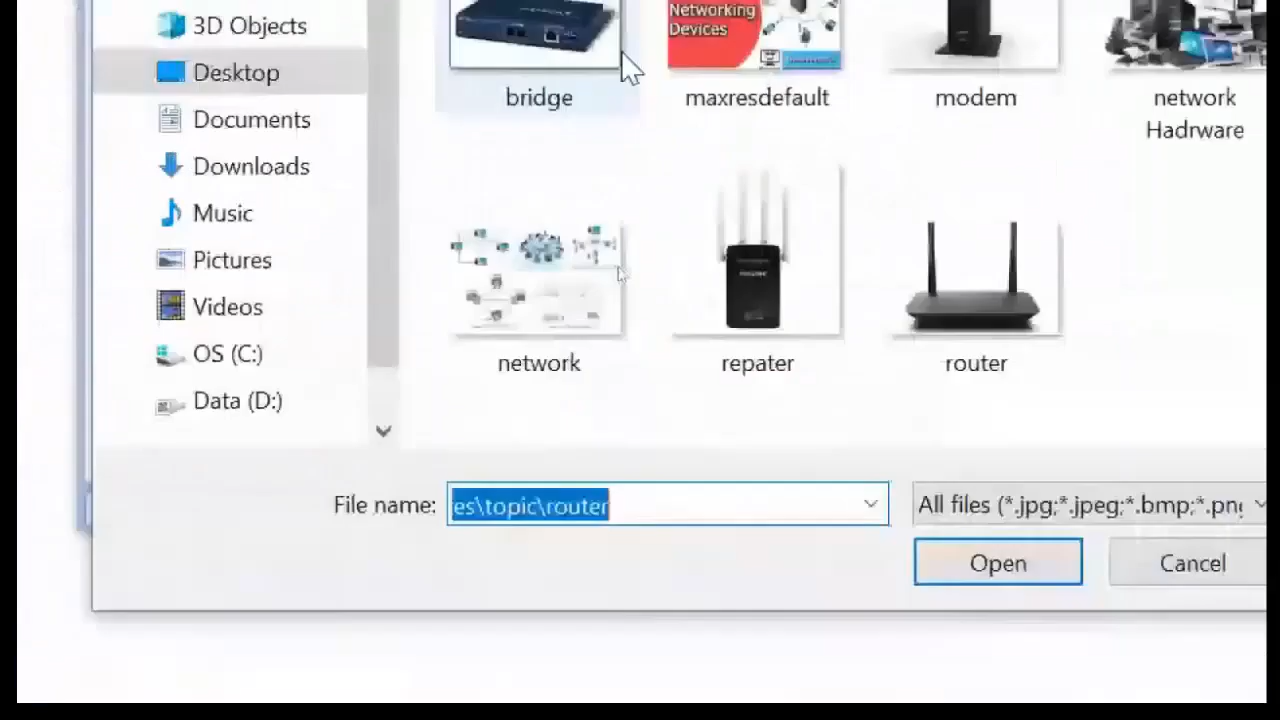 3D Objects
Desktop
Documents
Downloads
Music
Pictures
Videos
OS (C:)
Data (D:)
Networking
Devices
bridge
maxresdefault
modem
network
Hadrware
network
repater
router
File name:
es\topic\router
All files (*.jpg;*.jpeg;*.bmp;*.png
Open
Cancel